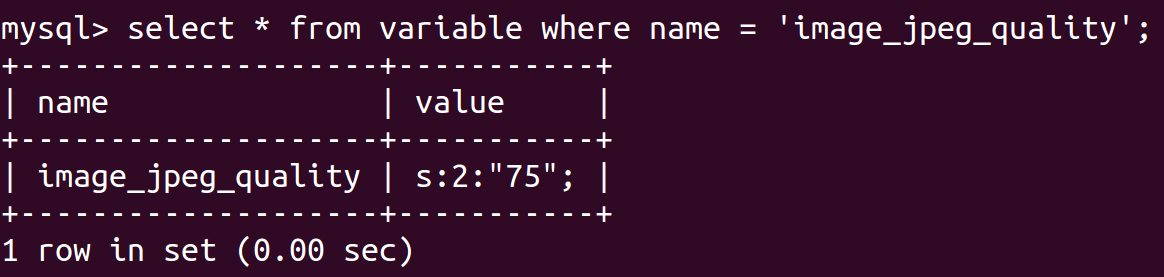 mysql> select * from variable where name = 'image_jpeg_quality';
+--------------------+-----------+
| name               | value     |
+--------------------+-----------+
| image_jpeg_quality | s:2:"75"; |
+--------------------+-----------+
1 row in set (0.00 sec)